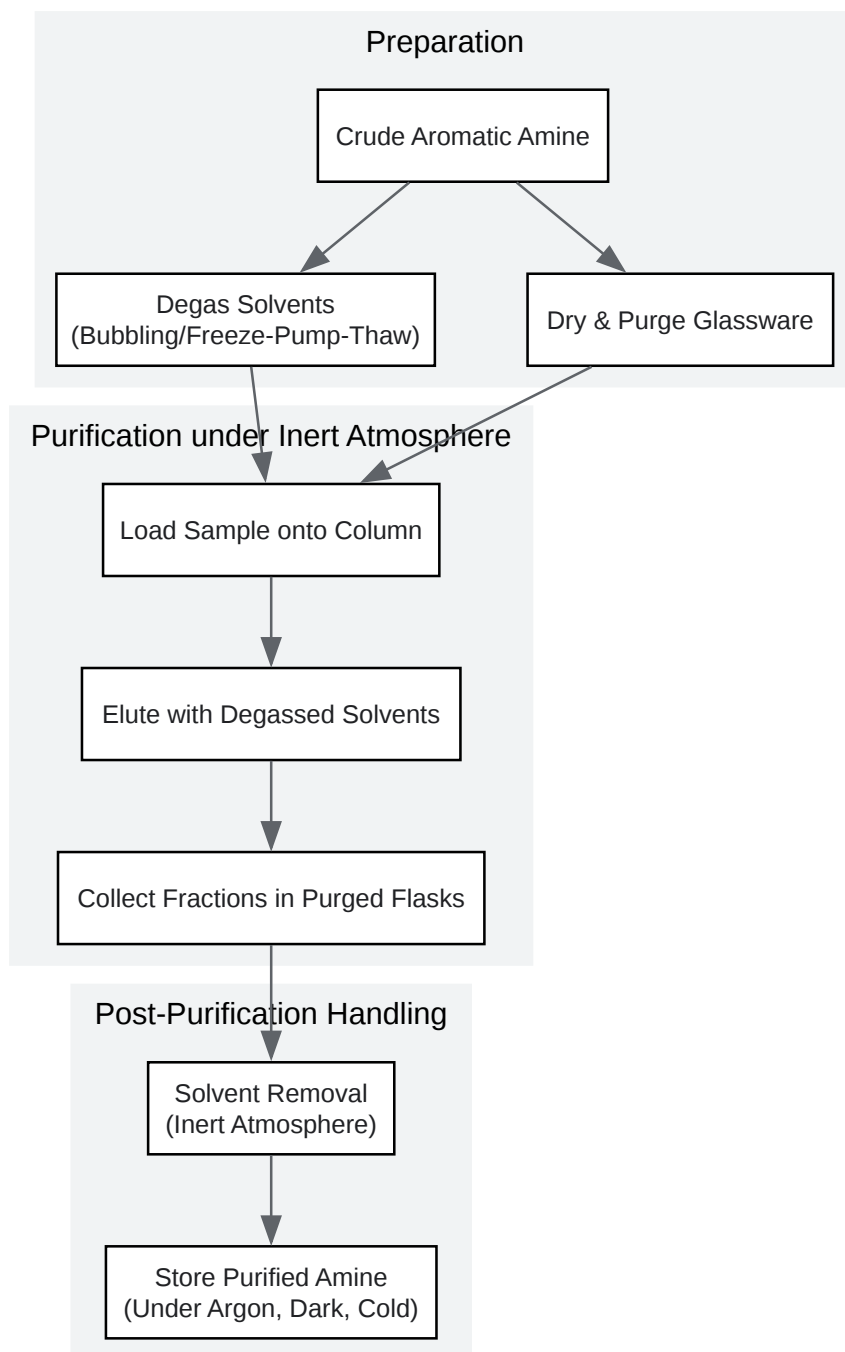 Preparation
Crude Aromatic Amine
Degas Solvents
(Bubbling/Freeze-Pump-Thaw)
Dry & Purge Glassware
Purification under Inert Atmosphere
Load Sample onto Column
Elute with Degassed Solvents
Collect Fractions in Purged Flasks
Post-Purification Handling
Solvent Removal
(Inert Atmosphere)
Store Purified Amine
(Under Argon, Dark, Cold)